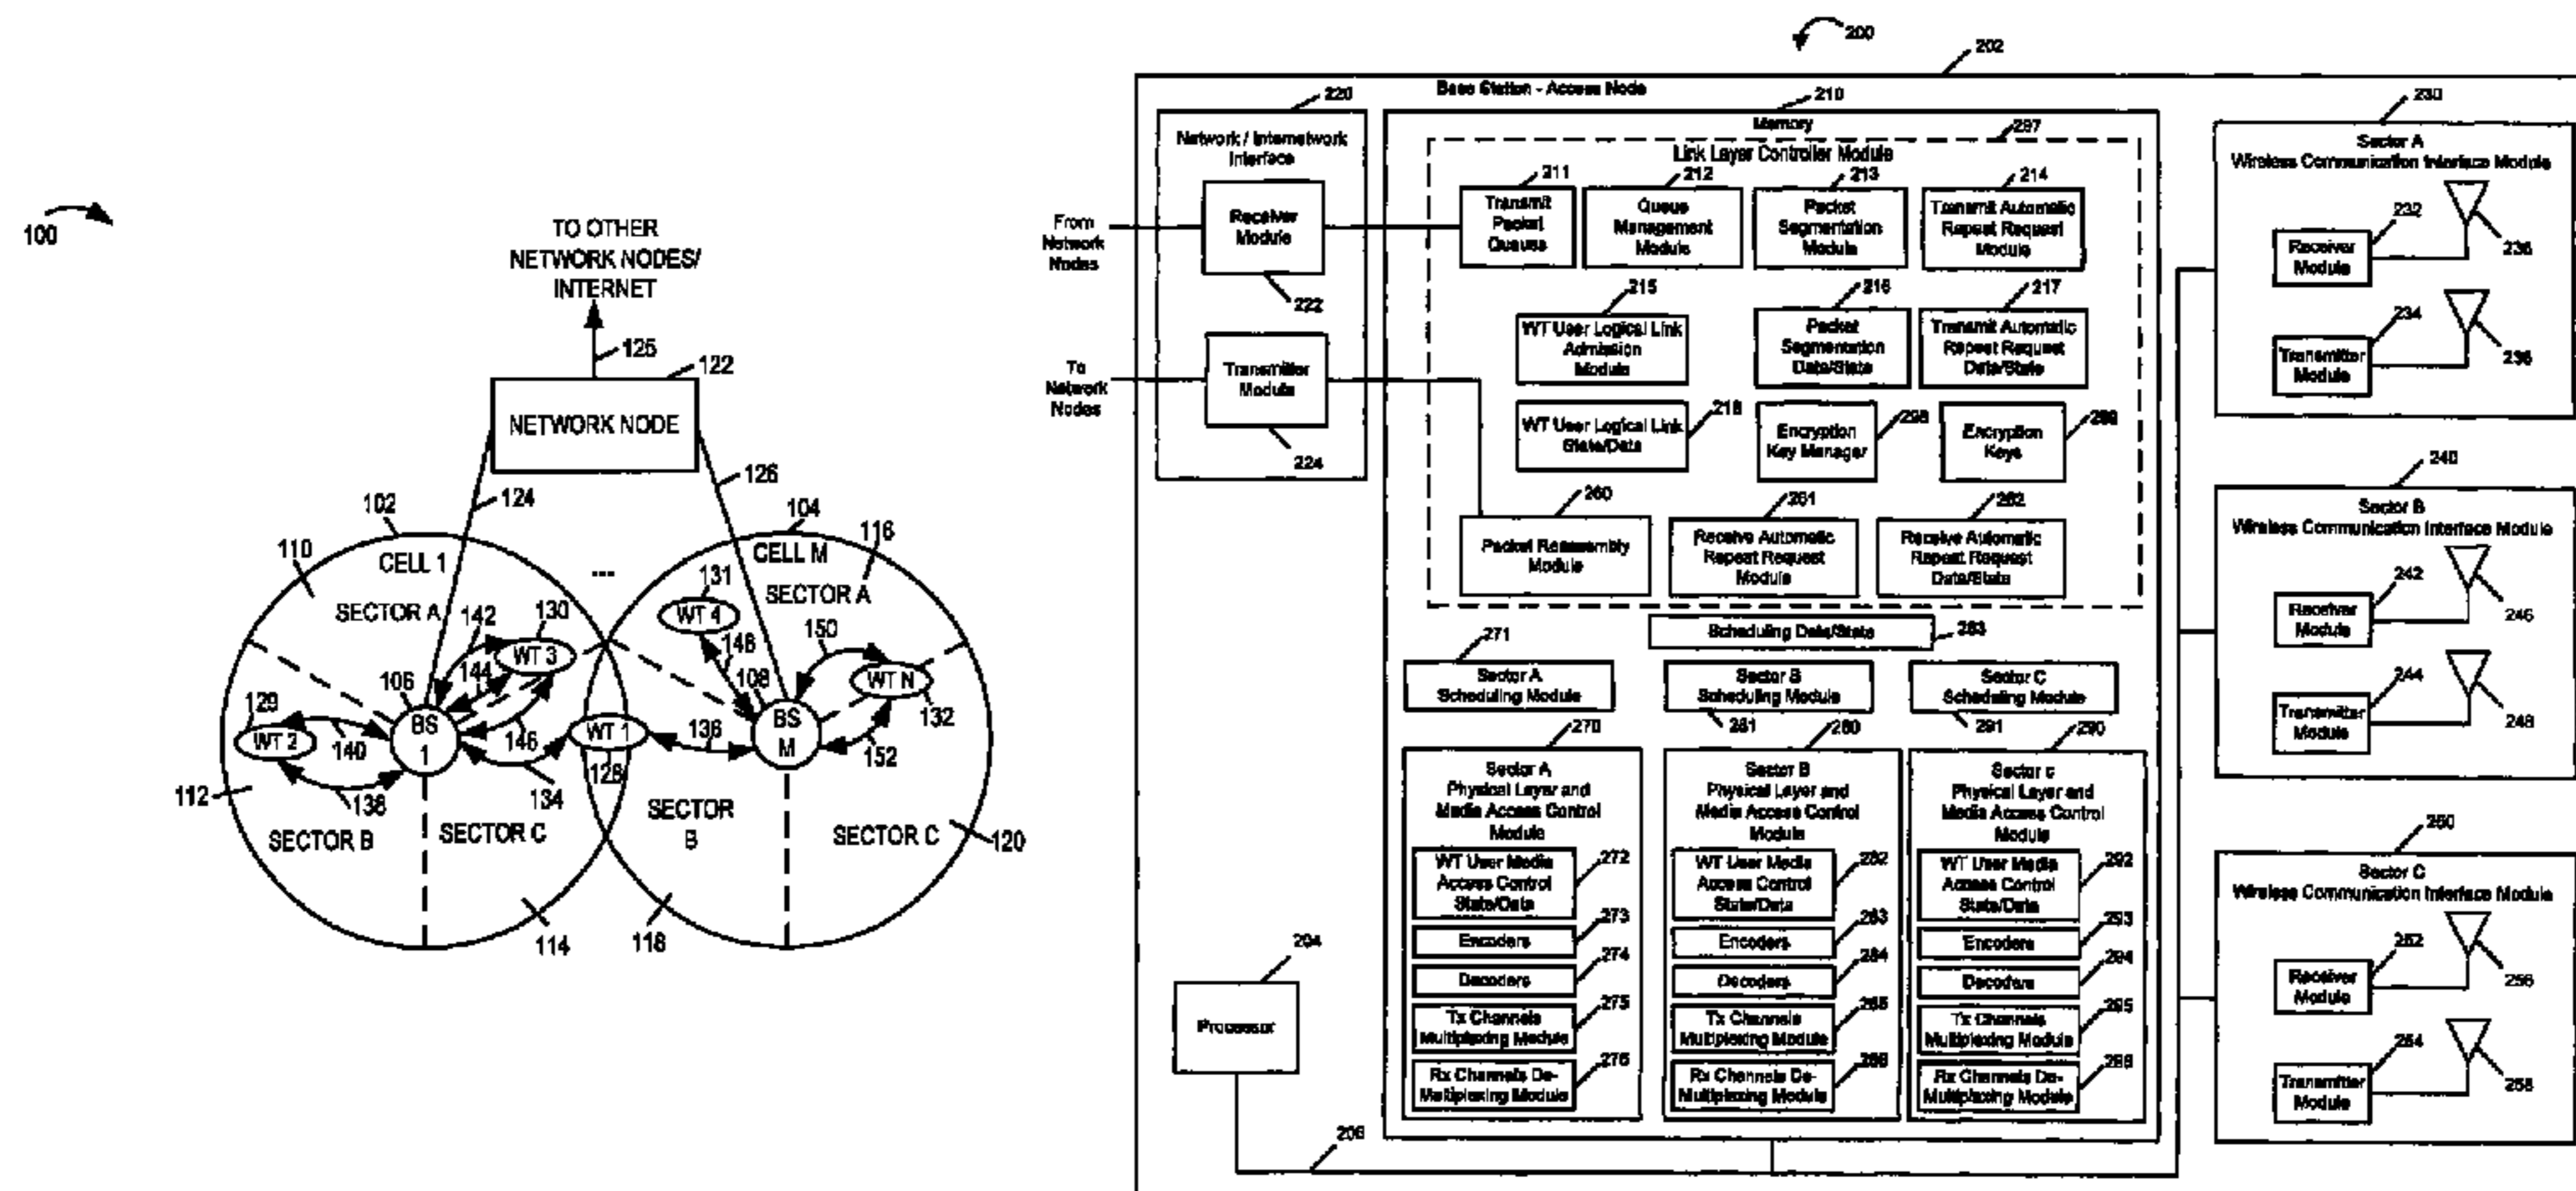 100
TO OTHER
NETWORK NODES/
INTERNET
125
122
NETWORK NODE
124
126
102
104
110
116
CELL 1
CELL M
...
131
SECTOR A
WT 4
SECTOR A
142
130
150
WT 3
148
144
106
108
WT N
129
132
BS
1
BS
M
WT 2
WT 1
140
146
136
152
128
112
138
134
SECTOR B
SECTOR C
SECTOR
B
SECTOR C
120
114
118
200
202
Base Station - Access Node
220
Network / Internetwork
Interface
From
Network
Nodes
Receiver
Module
222
To
Network
Nodes
Transmitter
Module
224
210
Memory
297
Link Layer Controller Module
211
Transmit
Packet
Queues
212
Queue
Management
Module
213
Packet
Segmentation
Module
214
Transmit Automatic
Repeat Request
Module
215
WT User Logical Link
Admission
Module
216
Packet
Segmentation
Data/State
217
Transmit Automatic
Repeat Request
Data/State
WT User Logical Link
State/Data
218
Encryption
Key Manager
298
Encryption
Keys
299
260
Packet Reassembly
Module
261
Receive Automatic
Repeat Request
Module
262
Receive Automatic
Repeat Request
Data/State
Scheduling Data/State
263
271
Sector A
Scheduling Module
Sector B
Scheduling Module
281
Sector C
Scheduling Module
291
270
Sector A
Physical Layer and
Media Access Control
Module
WT User Media
Access Control
State/Data
272
Encoders
273
Decoders
274
Tx Channels
Multiplexing Module
275
Rx Channels De-
Multiplexing Module
276
280
Sector B
Physical Layer and
Media Access Control
Module
WT User Media
Access Control
State/Data
282
Encoders
283
Decoders
284
Tx Channels
Multiplexing Module
285
Rx Channels De-
Multiplexing Module
286
290
Sector c
Physical Layer and
Media Access Control
Module
WT User Media
Access Control
State/Data
292
Encoders
293
Decoders
294
Tx Channels
Multiplexing Module
295
Rx Channels De-
Multiplexing Module
296
204
Processor
206
230
Sector A
Wireless Communication Interface Module
Receiver
Module
232
236
Transmitter
Module
234
240
Sector B
Wireless Communication Interface Module
Receiver
Module
242
246
Transmitter
Module
244
248
250
Sector C
Wireless Communication Interface Module
Receiver
Module
252
256
Transmitter
Module
254
258